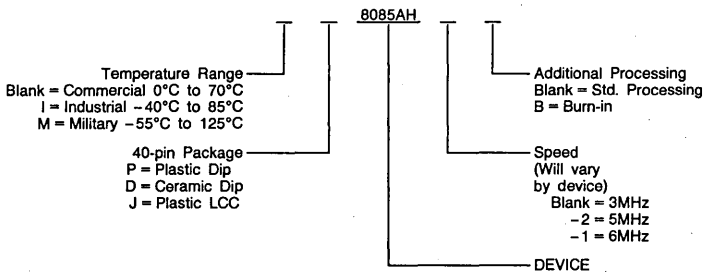 8085AH
Temperature Range
Blank = Commercial 0°C to 70°C
I = Industrial −40°C to 85°C
M = Military −55°C to 125°C
40-pin Package
P = Plastic Dip
D = Ceramic Dip
J = Plastic LCC
Additional Processing
Blank = Std. Processing
B = Burn-in
Speed
(Will vary
by device)
Blank = 3MHz
−2 = 5MHz
−1 = 6MHz
DEVICE